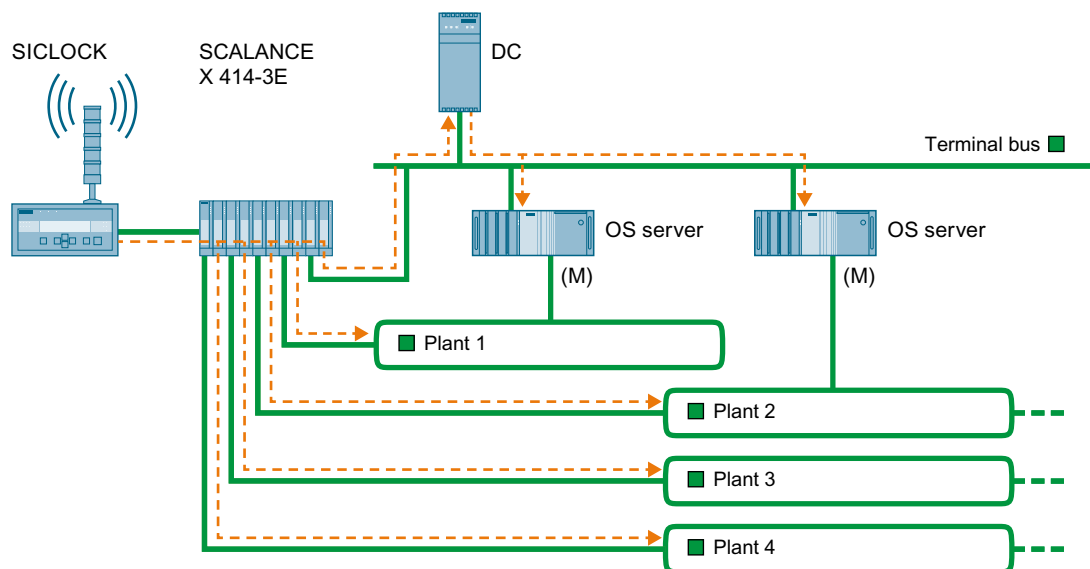 SICLOCK
SCALANCE
X 414-3E
DC
Terminal bus
OS server
OS server
(M)
(M)
Plant 1
Plant 2
Plant 3
Plant 4